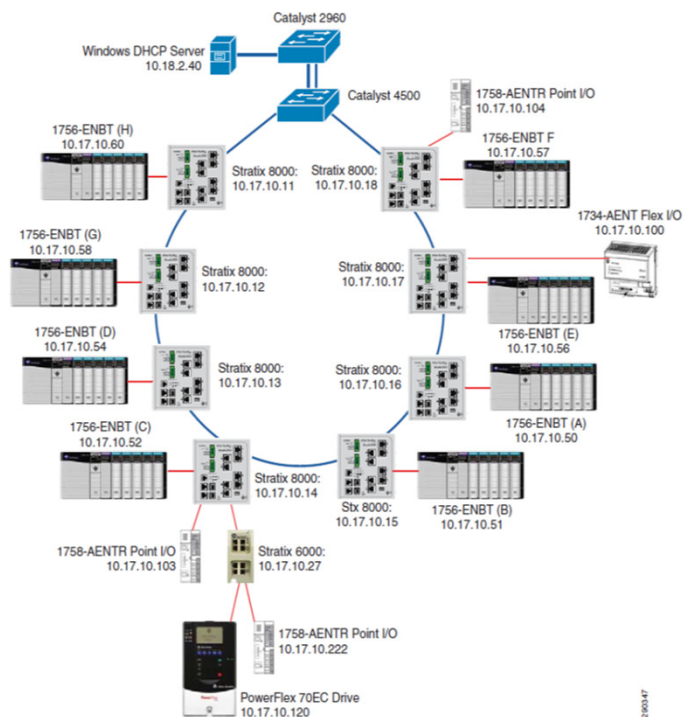 Catalyst 2960
Windows DHCP Server
10.18.2.40
Catalyst 4500
1758-AENTR Point I/O
10.17.10.104
1756-ENBT (H)
10.17.10.60
Stratix 8000:
10.17.10.11
Stratix 8000:
10.17.10.18
1756-ENBT F
10.17.10.57
1734-AENT Flex I/O
10.17.10.100
1756-ENBT (G)
10.17.10.58
Stratix 8000:
10.17.10.12
Stratix 8000:
10.17.10.17
1756-ENBT (E)
10.17.10.56
1756-ENBT (D)
10.17.10.54
Stratix 8000:
10.17.10.13
Stratix 8000:
10.17.10.16
1756-ENBT (A)
10.17.10.50
1756-ENBT (C)
10.17.10.52
Stratix 8000:
10.17.10.14
Stx 8000:
10.17.10.15
1756-ENBT (B)
10.17.10.51
1758-AENTR Point I/O
10.17.10.103
Stratix 6000:
10.17.10.27
1758-AENTR Point I/O
10.17.10.222
PowerFlex 70EC Drive
10.17.10.120
290347